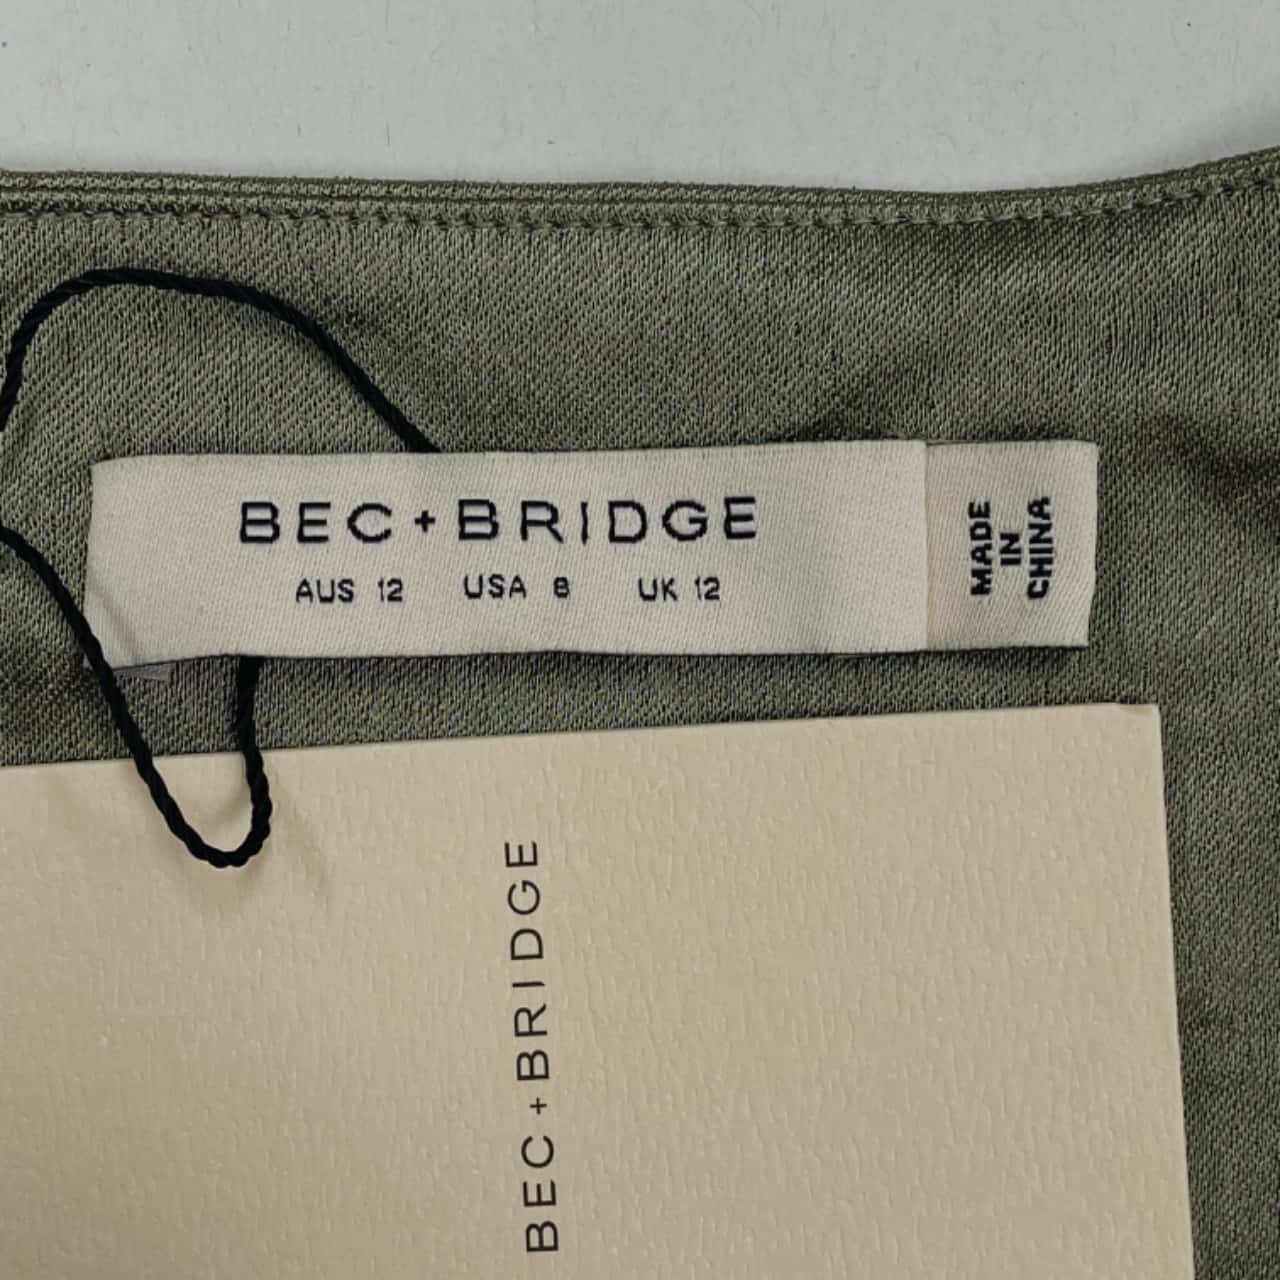 BEC+BRIDGE
AUS 12 USA 8 UK 12
MADE
IN
CHINA
BEC+BRIDGE